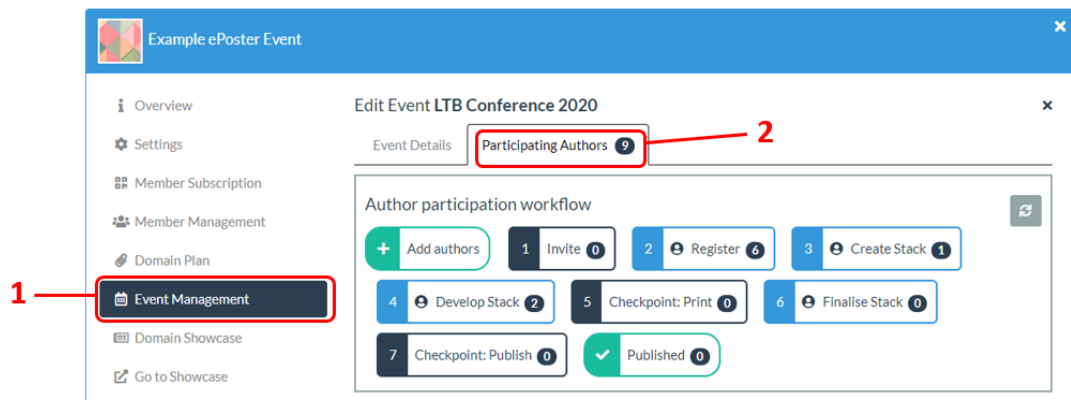 Example ePoster Event
Overview
Settings
Member Subscription
Member Management
Domain Plan
1
Event Management
Domain Showcase
Go to Showcase
Edit Event LTB Conference 2020
Event Details
Participating Authors 9
2
Author participation workflow
Add authors
1 Invite 0
2 Register 6
3 Create Stack 1
4 Develop Stack 2
5 Checkpoint: Print 0
6 Finalise Stack 0
7 Checkpoint: Publish 0
Published 0